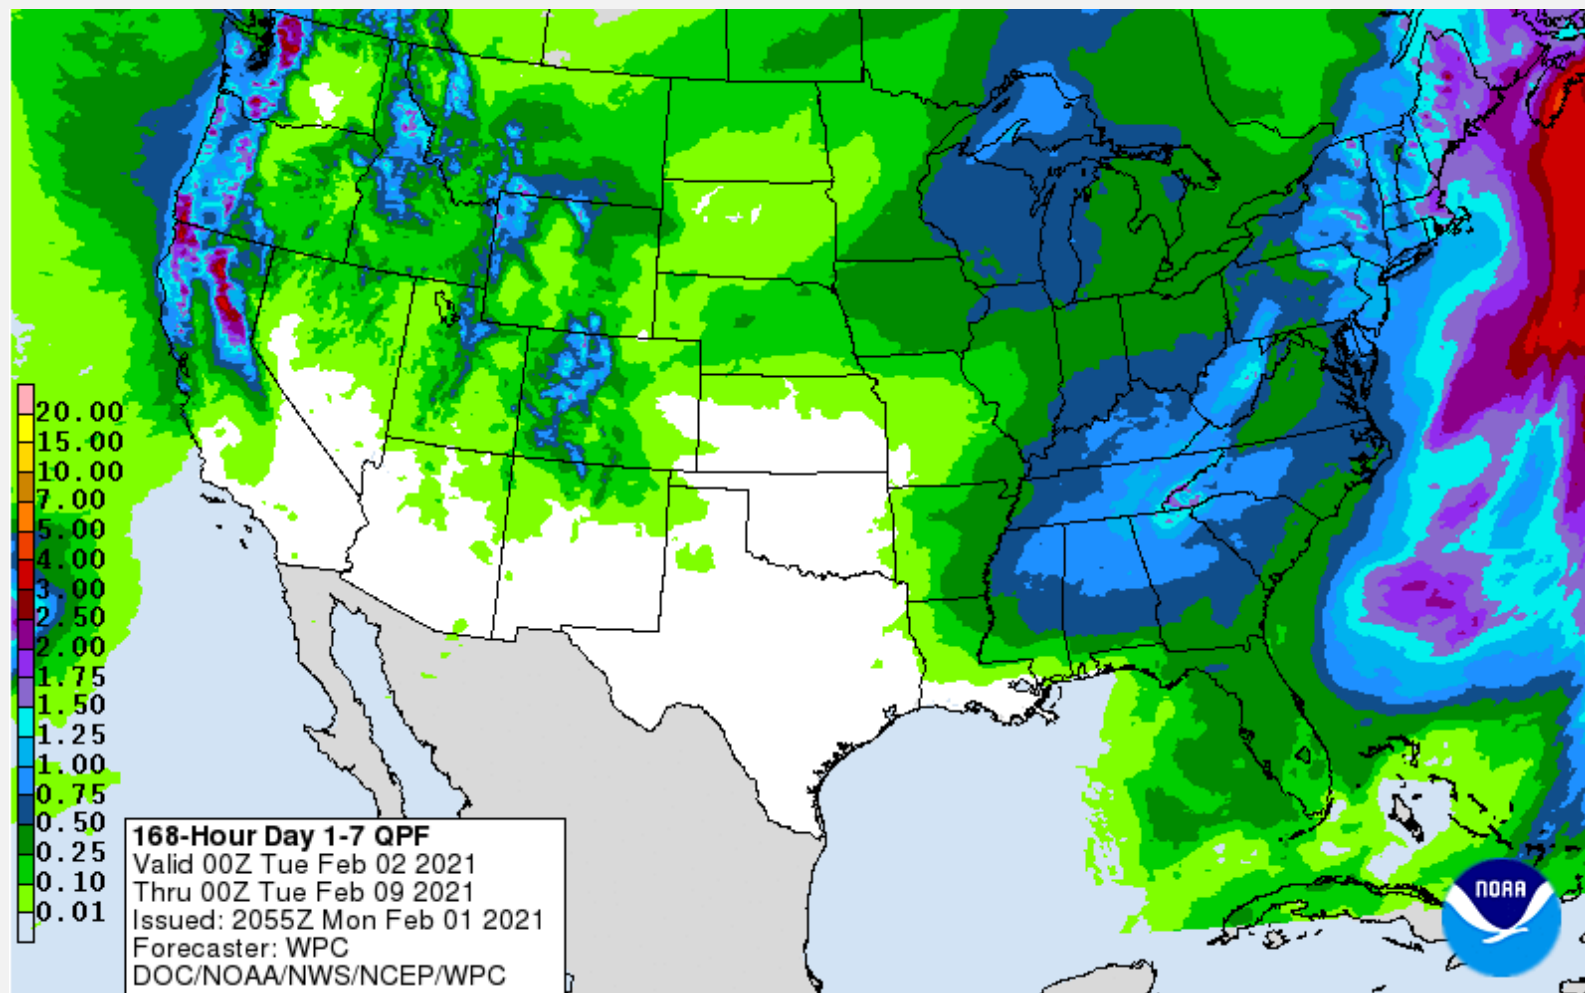 20.00
15.00
10.00
7.00
5.00
4.00
3.00
2.50
2.00
1.75
1.50
1.25
1.00
0.75
0.50
0.25
0.10
0.01
168-Hour Day 1-7 QPF
Valid 00Z Tue Feb 02 2021
Thru 00Z Tue Feb 09 2021
Issued: 2055Z Mon Feb 01 2021
Forecaster: WPC
DOC/NOAA/NWS/NCEP/WPC
NOAA